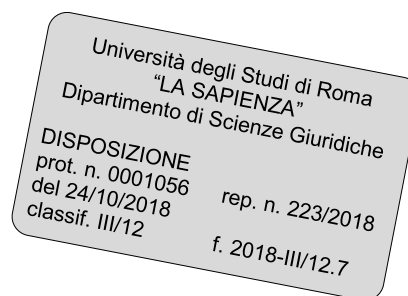 Università degli Studi di Roma
“LA SAPIENZA”
Dipartimento di Scienze Giuridiche
DISPOSIZIONE
prot. n. 0001056 rep. n. 223/2018
del 24/10/2018
classif. III/12 f. 2018-III/12.7